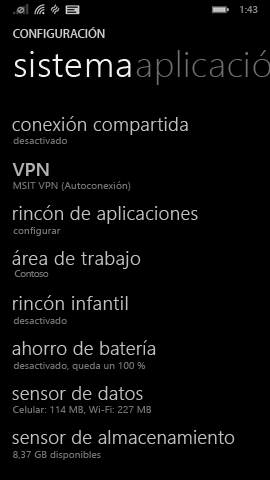 1:43
CONFIGURACIÓN
sistema aplicació
conexión compartida
desactivado
VPN
MSIT VPN (Autoconexión)
rincón de aplicaciones
configurar
área de trabajo
Contoso
rincón infantil
desactivado
ahorro de batería
desactivado, queda un 100 %
sensor de datos
Celular: 114 MB, Wi-Fi: 227 MB
sensor de almacenamiento
8,37 GB disponibles